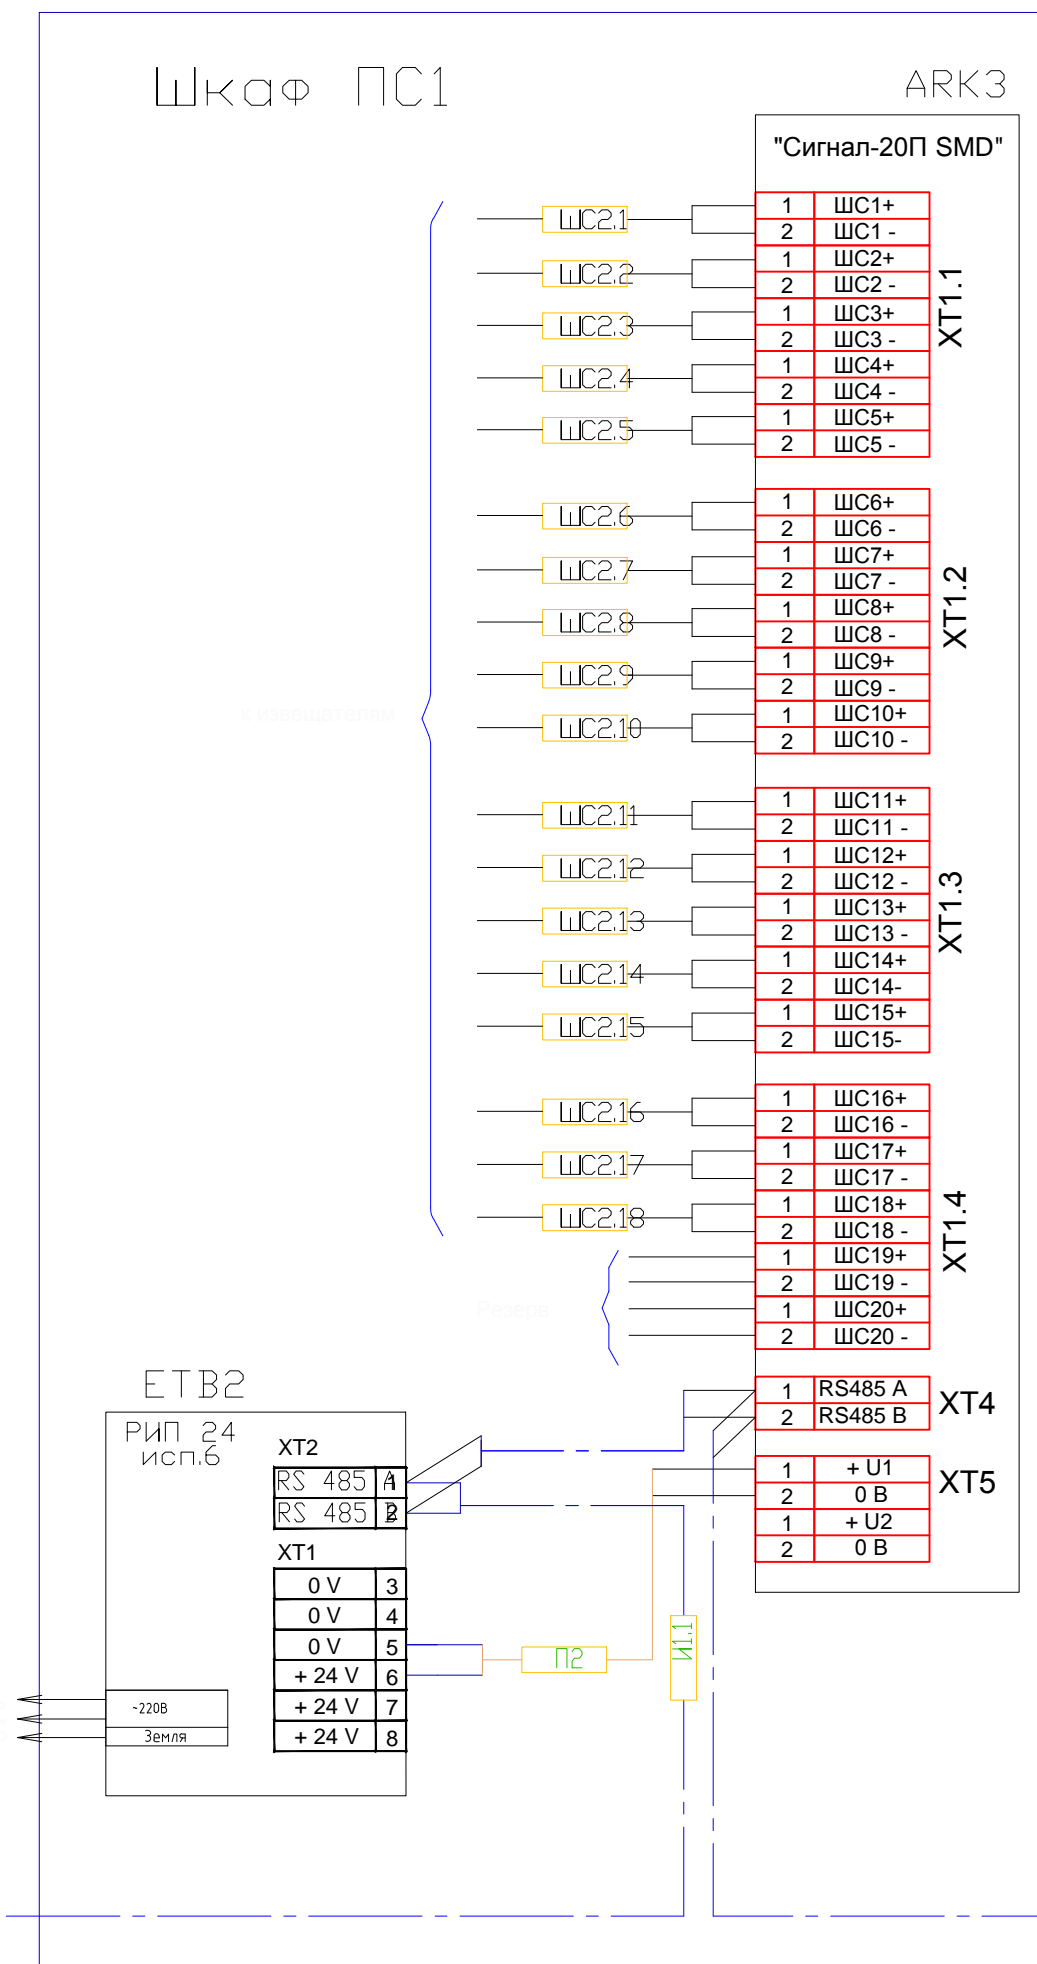 Шкаф ПС1
ARK3
"Сигнал-20П SMD"
ШС2.1
1 ШС1+
2 ШС1 -
ШС2.2
1 ШС2+
2 ШС2 -
ШС2.3
1 ШС3+
2 ШС3 -
ШС2.4
1 ШС4+
2 ШС4 -
ШС2.5
1 ШС5+
2 ШС5 -
XT1.1
ШС2.6
1 ШС6+
2 ШС6 -
ШС2.7
1 ШС7+
2 ШС7 -
ШС2.8
1 ШС8+
2 ШС8 -
ШС2.9
1 ШС9+
2 ШС9 -
ШС2.10
1 ШС10+
2 ШС10 -
XT1.2
к извещателям
ШС2.11
1 ШС11+
2 ШС11 -
ШС2.12
1 ШС12+
2 ШС12 -
ШС2.13
1 ШС13+
2 ШС13 -
ШС2.14
1 ШС14+
2 ШС14-
ШС2.15
1 ШС15+
2 ШС15-
XT1.3
ШС2.16
1 ШС16+
2 ШС16 -
ШС2.17
1 ШС17+
2 ШС17 -
ШС2.18
1 ШС18+
2 ШС18 -
1 ШС19+
2 ШС19 -
1 ШС20+
2 ШС20 -
XT1.4
Резерв
1 RS485 A
2 RS485 B
XT4
1 + U1
2 0 В
1 + U2
2 0 В
XT5
ETB2
РИП 24
исп.6
XT2
RS 485 A 1
RS 485 B 2
XT1
0 V 3
0 V 4
0 V 5
+ 24 V 6
+ 24 V 7
+ 24 V 8
~220В
Земля
П2
И1.1